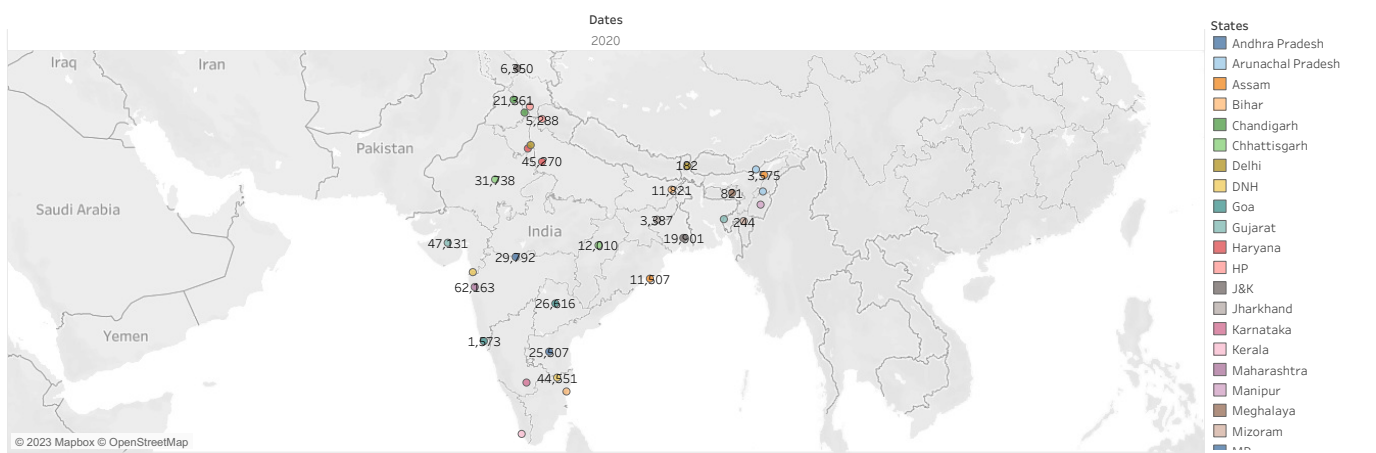 Dates
2020
Iraq
Iran
Pakistan
Saudi Arabia
Yemen
India
6,350
21,361
5,288
45,270
31,738
182
3,575
11,821
821
3,387
244
47,131
12,010
19,901
29,792
62,163
11,507
26,616
1,573
25,607
44,551
© 2023 Mapbox © OpenStreetMap
States
Andhra Pradesh
Arunachal Pradesh
Assam
Bihar
Chandigarh
Chhattisgarh
Delhi
DNH
Goa
Gujarat
Haryana
HP
J&K
Jharkhand
Karnataka
Kerala
Maharashtra
Manipur
Meghalaya
Mizoram